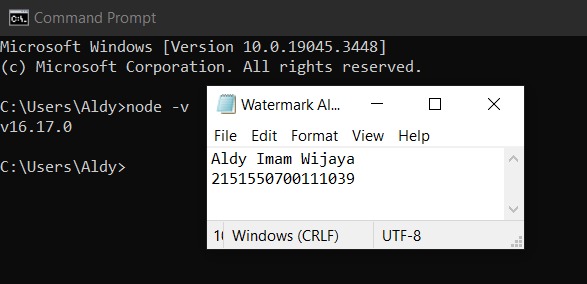 Command Prompt
Microsoft Windows [Version 10.0.19045.3448]
(c) Microsoft Corporation. All rights reserved.
C:\Users\Aldy>node -v
v16.17.0
C:\Users\Aldy>
Watermark Al...
File Edit Format View Help
Aldy Imam Wijaya
2151550700111039
Windows (CRLF) UTF-8